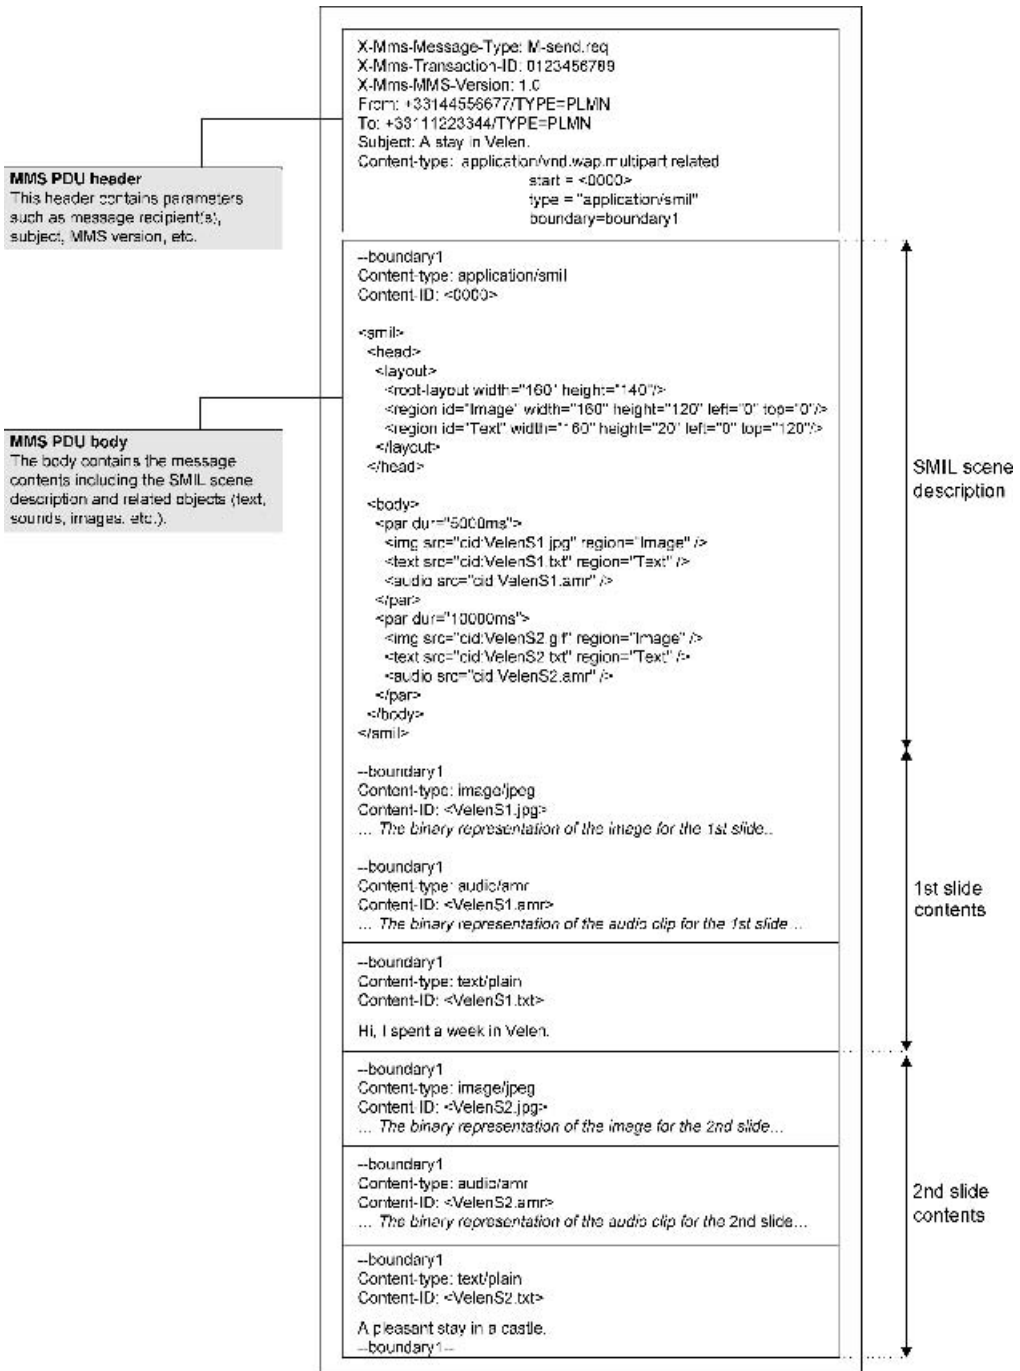 X-Mms-Message-Type: M-send.req
X-Mms-Transaction-ID: 0123456789
X-Mms-MMS-Version: 1.0
From: +33144556677/TYPE=PLMN
To: +33111223344/TYPE=PLMN
Subject: A stay in Velen.
Content-type: application/vnd.wap.multipart.related
start = <0000>
type = "application/smil"
boundary=boundary1
MMS PDU header
This header contains parameters
such as message recipient(s),
subject, MMS version, etc.
--boundary1
Content-type: application/smil
Content-ID: <0000>
<smil>
<head>
<layout>
<root-layout width="160" height="140"/>
<region id="Image" width="160" height="120" left="0" top="0"/>
<region id="Text" width="160" height="20" left="0" top="120"/>
</layout>
</head>
MMS PDU body
The body contains the message
contents including the SMIL scene
description and related objects (text,
sounds, images, etc.).
<body>
<par dur="5000ms">
<img src="cid:VelenS1.jpg" region="Image" />
<text src="cid:VelenS1.txt" region="Text" />
<audio src="cid:VelenS1.amr" />
</par>
<par dur="10000ms">
<img src="cid:VelenS2.gif" region="Image" />
<text src="cid:VelenS2.txt" region="Text" />
<audio src="cid:VelenS2.amr" />
</par>
</body>
</smil>
SMIL scene
description
--boundary1
Content-type: image/jpeg
Content-ID: <VelenS1.jpg>
... The binary representation of the image for the 1st slide...
--boundary1
Content-type: audio/amr
Content-ID: <VelenS1.amr>
... The binary representation of the audio clip for the 1st slide...
--boundary1
Content-type: text/plain
Content-ID: <VelenS1.txt>
Hi, I spent a week in Velen.
1st slide
contents
--boundary1
Content-type: image/jpeg
Content-ID: <VelenS2.jpg>
... The binary representation of the image for the 2nd slide...
--boundary1
Content-type: audio/amr
Content-ID: <VelenS2.amr>
... The binary representation of the audio clip for the 2nd slide...
--boundary1
Content-type: text/plain
Content-ID: <VelenS2.txt>
A pleasant stay in a castle.
--boundary1--
2nd slide
contents